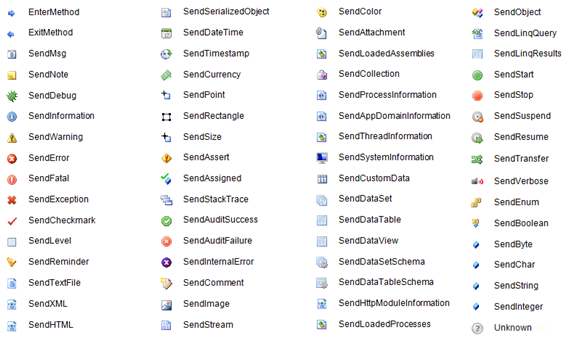 EnterMethod
ExitMethod
SendMsg
SendNote
SendDebug
SendInformation
SendWarning
SendError
SendFatal
SendException
SendCheckmark
SendLevel
SendReminder
SendTextFile
SendXML
SendHTML
SendSerializedObject
SendDateTime
SendTimestamp
SendCurrency
SendPoint
SendRectangle
SendSize
SendAssert
SendAssigned
SendStackTrace
SendAuditSuccess
SendAuditFailure
SendInternalError
SendComment
SendImage
SendStream
SendColor
SendAttachment
SendLoadedAssemblies
SendCollection
SendProcessInformation
SendAppDomainInformation
SendThreadInformation
SendSystemInformation
SendCustomData
SendDataSet
SendDataTable
SendDataView
SendDataSetSchema
SendDataTableSchema
SendHttpModuleInformation
SendLoadedProcesses
SendObject
SendLinqQuery
SendLinqResults
SendStart
SendStop
SendSuspend
SendResume
SendTransfer
SendVerbose
SendEnum
SendBoolean
SendByte
SendChar
SendString
SendInteger
Unknown